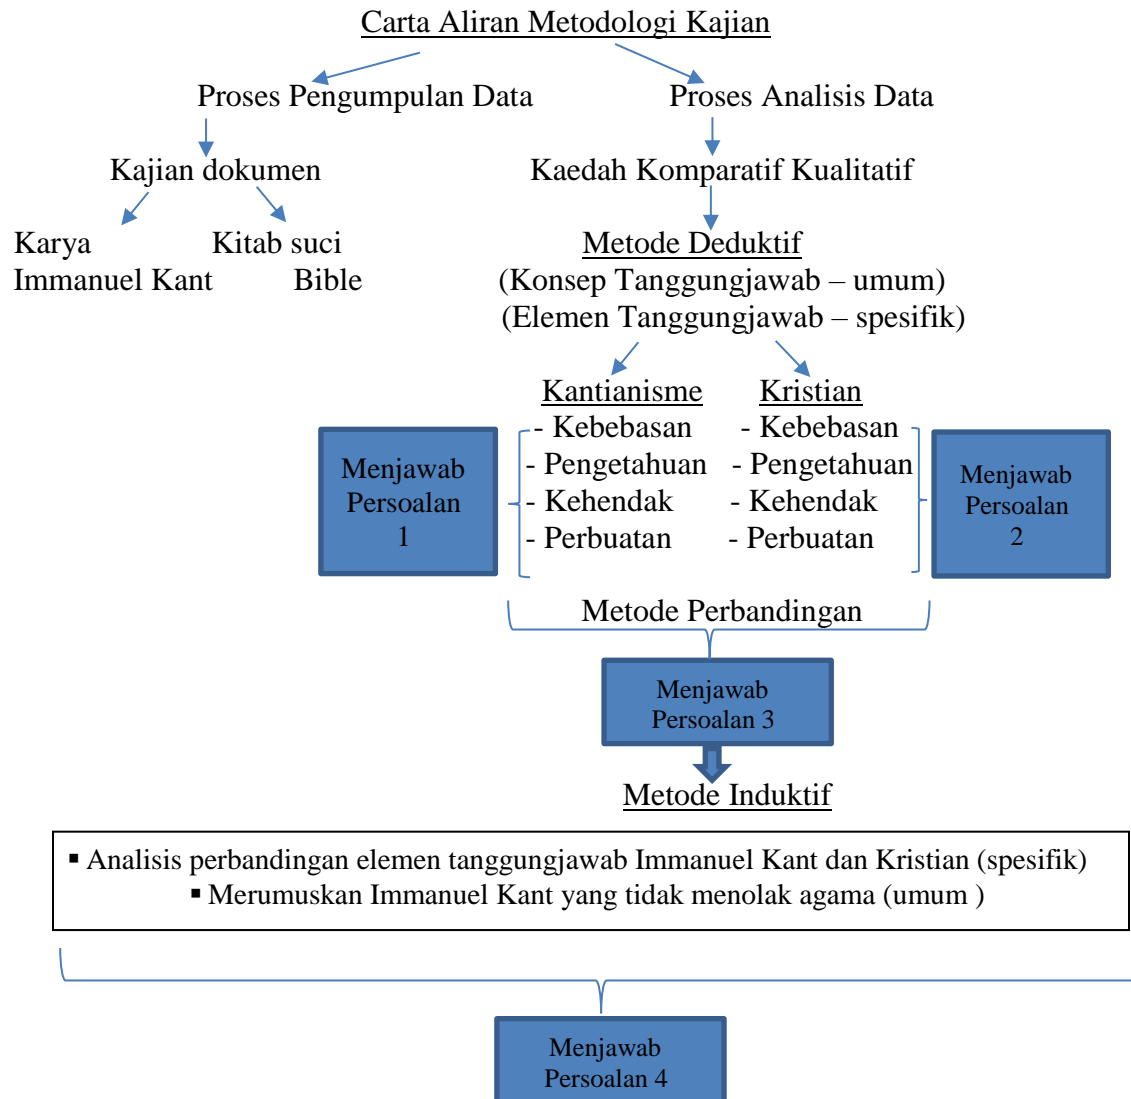 Carta Aliran Metodologi Kajian
Proses Pengumpulan Data
Proses Analisis Data
Kajian dokumen
Kaedah Komparatif Kualitatif
Karya
Immanuel Kant
Kitab suci
Bible
Metode Deduktif
(Konsep Tanggungjawab – umum)
(Elemen Tanggungjawab – spesifik)
Kantianisme
- Kebebasan
- Pengetahuan
- Kehendak
- Perbuatan
Kristian
- Kebebasan
- Pengetahuan
- Kehendak
- Perbuatan
Menjawab
Persoalan
1
Menjawab
Persoalan
2
Metode Perbandingan
Menjawab
Persoalan 3
Metode Induktif
▪ Analisis perbandingan elemen tanggungjawab Immanuel Kant dan Kristian (spesifik)
▪ Merumuskan Immanuel Kant yang tidak menolak agama (umum )
Menjawab
Persoalan 4